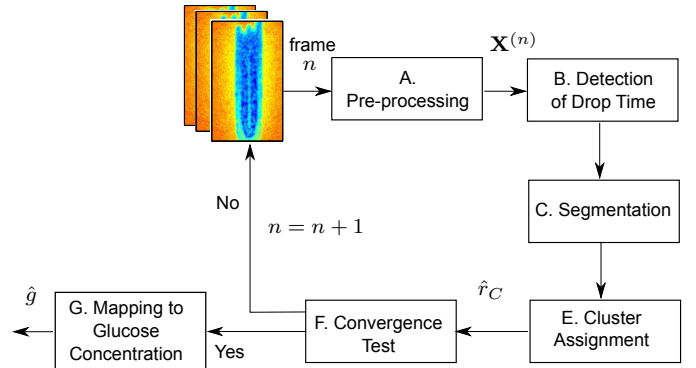 frame
n
A.
Pre-processing
X^{(n)}
B. Detection
of Drop Time
C. Segmentation
E. Cluster
Assignment
r̂_C
F. Convergence
Test
No
n = n + 1
Yes
G. Mapping to
Glucose
Concentration
ĝ